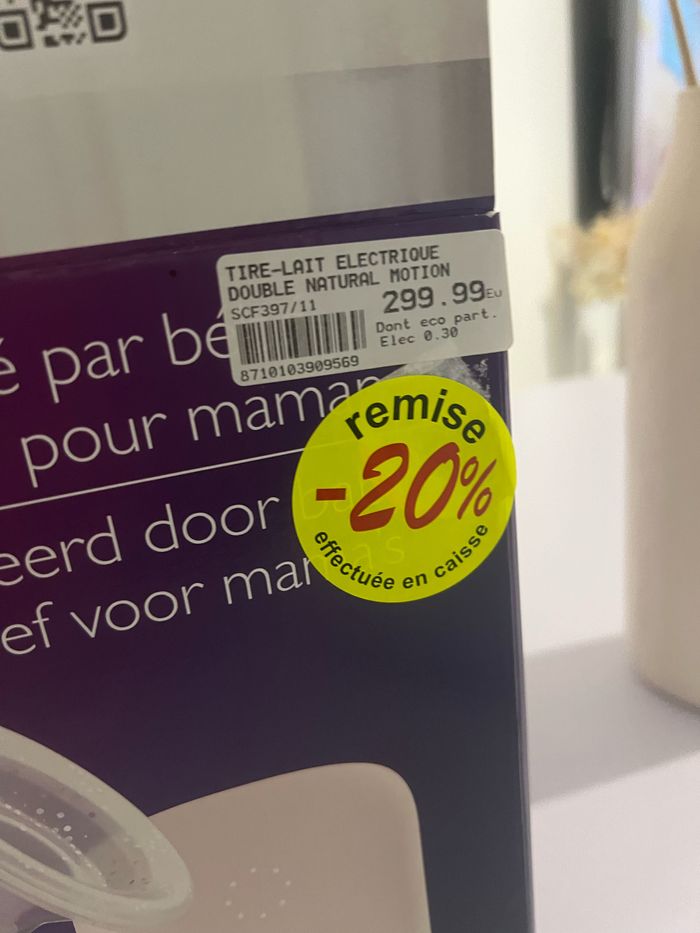 TIRE-LAIT ELECTRIQUE
DOUBLE NATURAL MOTION
SCF397/11
299.99Eu
Dont eco part.
Elec 0.30
8710103909569
é par bé
pour maman
remise
-20%
effectuée en caisse
eerd door
ef voor mama's